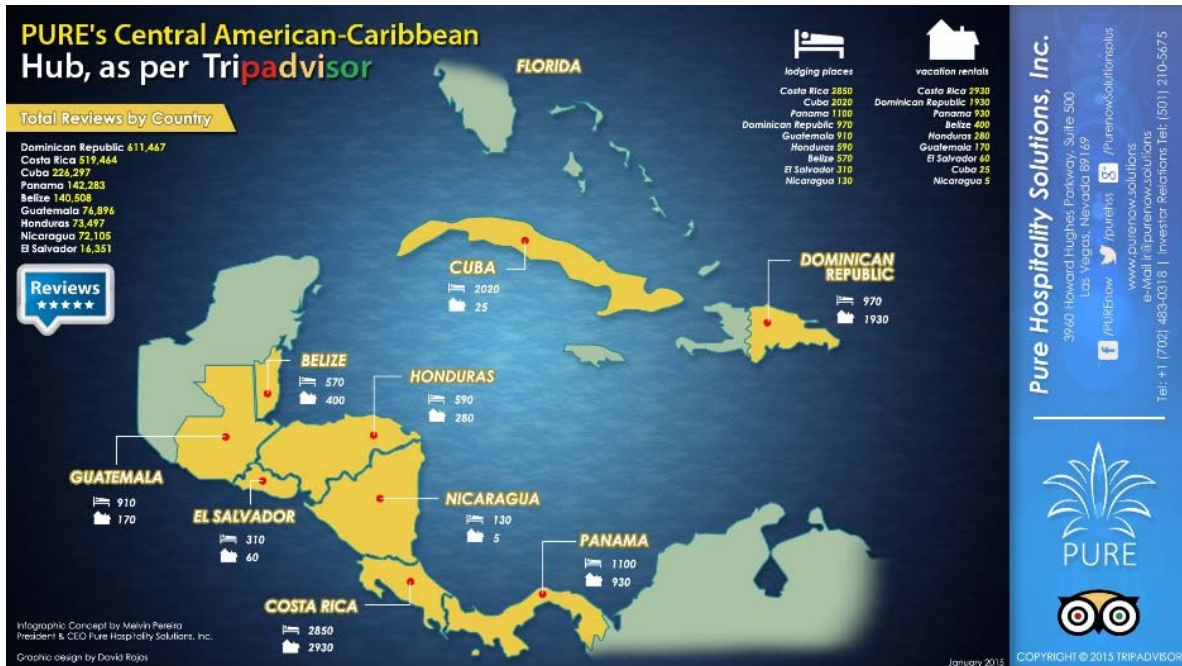 PURE's Central American-Caribbean
Hub, as per Tripadvisor
Total Reviews by Country
Dominican Republic 611,467
Costa Rica 519,464
Cuba 226,297
Panama 142,283
Belize 140,508
Guatemala 76,896
Honduras 73,497
Nicaragua 72,105
El Salvador 16,351
Reviews
FLORIDA
lodging places
Costa Rica 2850
Cuba 2020
Panama 1100
Dominican Republic 970
Guatemala 910
Honduras 590
Belize 570
El Salvador 310
Nicaragua 130
vacation rentals
Costa Rica 2930
Dominican Republic 1930
Panama 930
Belize 400
Honduras 280
Guatemala 170
El Salvador 60
Cuba 25
Nicaragua 5
CUBA
2020
25
DOMINICAN
REPUBLIC
970
1930
BELIZE
570
400
HONDURAS
590
280
GUATEMALA
910
170
EL SALVADOR
310
60
NICARAGUA
130
5
PANAMA
1100
930
COSTA RICA
2850
2930
Infographic Concept by Melvin Pereira
President & CEO Pure Hospitality Solutions, Inc.
Graphic design by David Rojas
January 2015
Pure Hospitality Solutions, Inc.
3960 Howard Hughes Parkway, Suite 500
Las Vegas, Nevada 89169
f /PUREnow /purehss g+ /PurenowSolutionsplus
www.purenow.solutions
e-Mail ir@purenow.solutions
Tel: +1 (702) 483-0318 | Investor Relations Tel: (501) 210-5675
PURE
COPYRIGHT © 2015 TRIPADVISOR